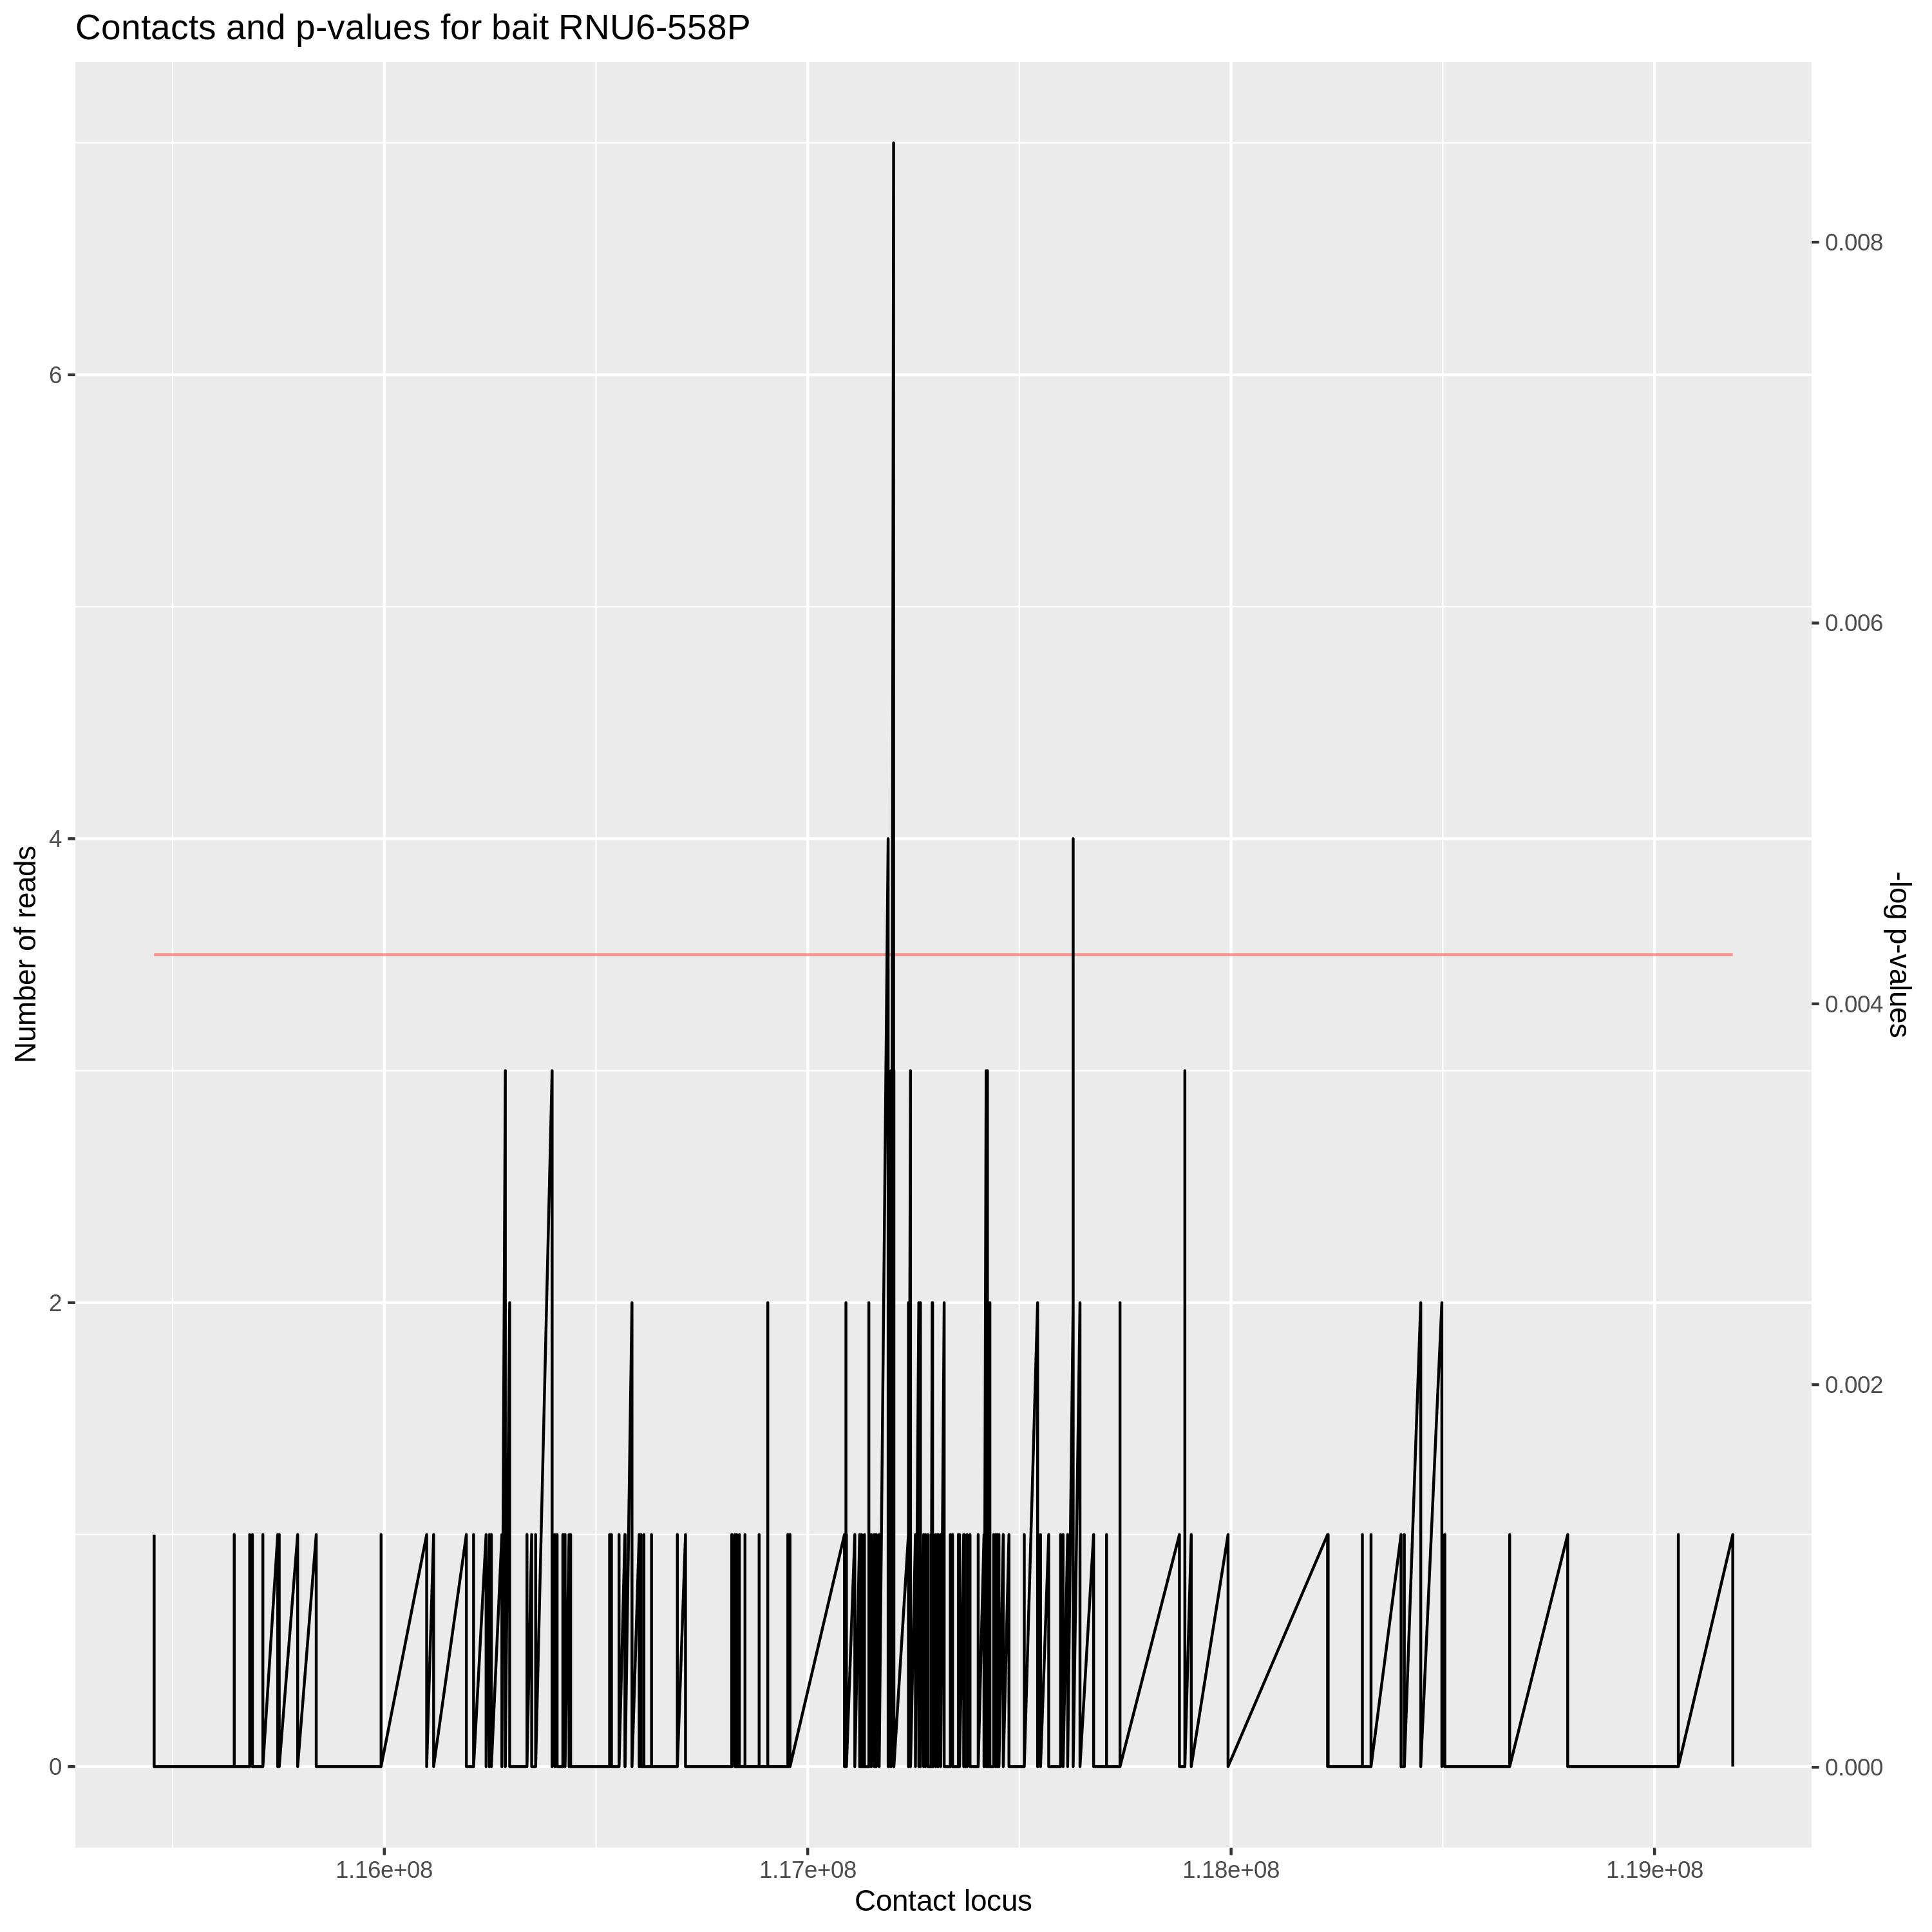 Contacts and p-values for bait RNU6-558P
0.008
6
0.006
4
Number of reads
-log p-values
0.004
2
0.002
0
0.000
1.16e+08 1.17e+08 1.18e+08 1.19e+08
Contact locus